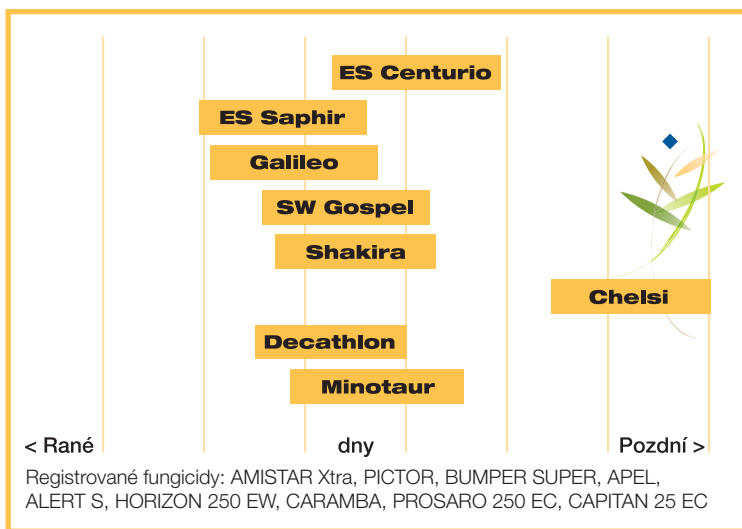 ES Centurio
ES Saphir
Galileo
SW Gospel
Shakira
Chelsi
Decathlon
Minotaur
< Rané dny Pozdní >
Registrované fungicidy: AMISTAR Xtra, PICTOR, BUMPER SUPER, APEL,
ALERT S, HORIZON 250 EW, CARAMBA, PROSARO 250 EC, CAPITAN 25 EC